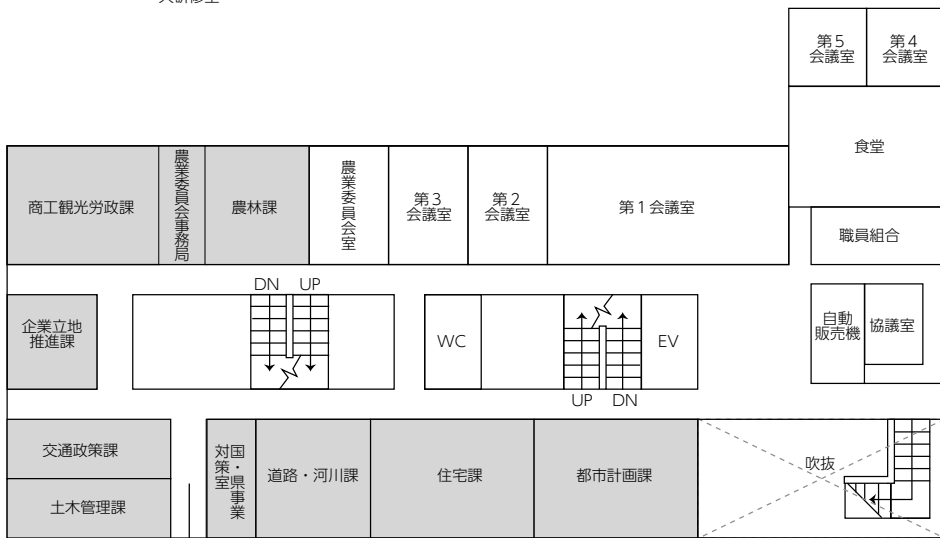 第5
会議室
第4
会議室
食堂
職員組合
商工観光労政課
農業委員会事務局
農林課
農業委員会室
第3
会議室
第2
会議室
第1会議室
DN
UP
企業立地
推進課
WC
EV
UP
DN
自動
販売機
協議室
交通政策課
土木管理課
国・県事業
対策室
道路・河川課
住宅課
都市計画課
吹抜